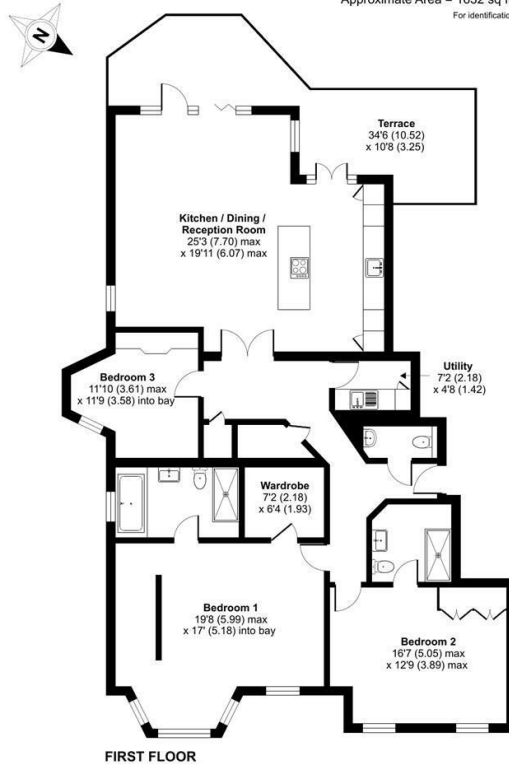 Approximate Area = 1632 sq
For identificatio
N
Terrace
34'6 (10.52)
x 10'8 (3.25)
Kitchen / Dining /
Reception Room
25'3 (7.70) max
x 19'11 (6.07) max
Bedroom 3
11'10 (3.61) max
x 11'9 (3.58) into bay
Utility
7'2 (2.18)
x 4'8 (1.42)
Wardrobe
7'2 (2.18)
x 6'4 (1.93)
Bedroom 1
19'8 (5.99) max
x 17' (5.18) into bay
Bedroom 2
16'7 (5.05) max
x 12'9 (3.89) max
FIRST FLOOR